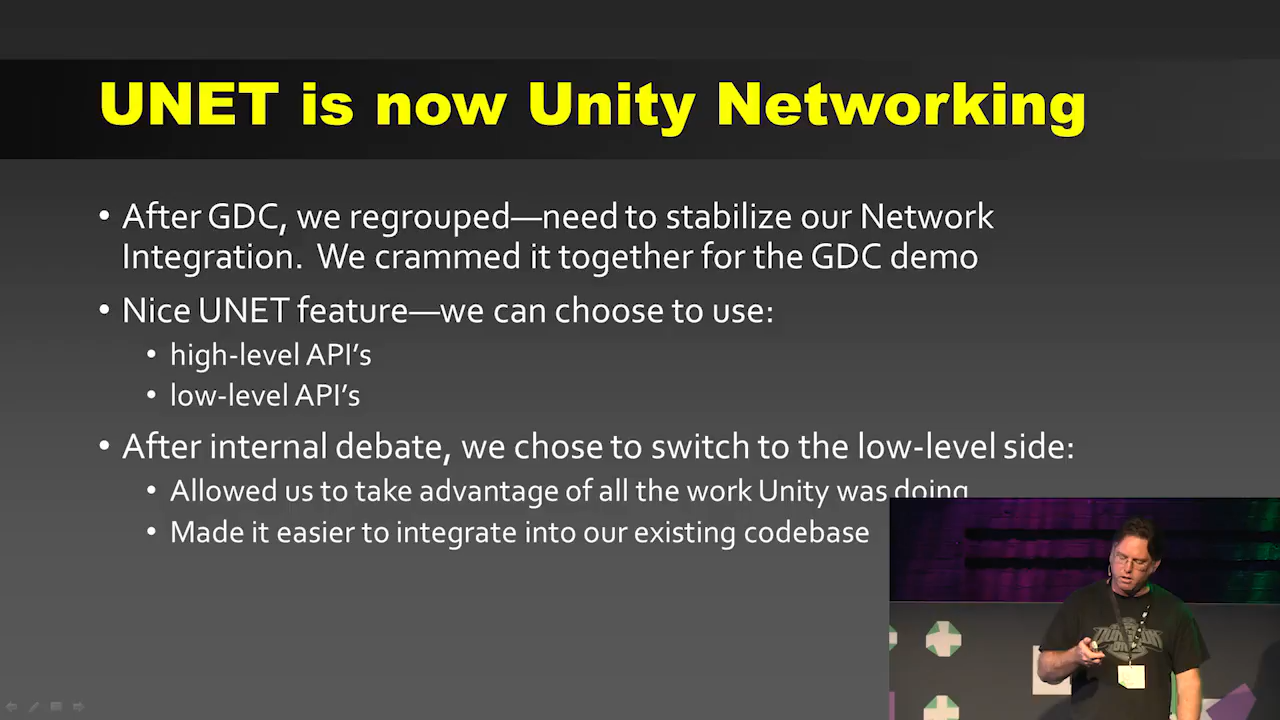 UNET is now Unity Networking
• After GDC, we regrouped—need to stabilize our Network
Integration. We crammed it together for the GDC demo
• Nice UNET feature—we can choose to use:
• high-level API's
• low-level API's
• After internal debate, we chose to switch to the low-level side:
• Allowed us to take advantage of all the work Unity was doing
• Made it easier to integrate into our existing codebase